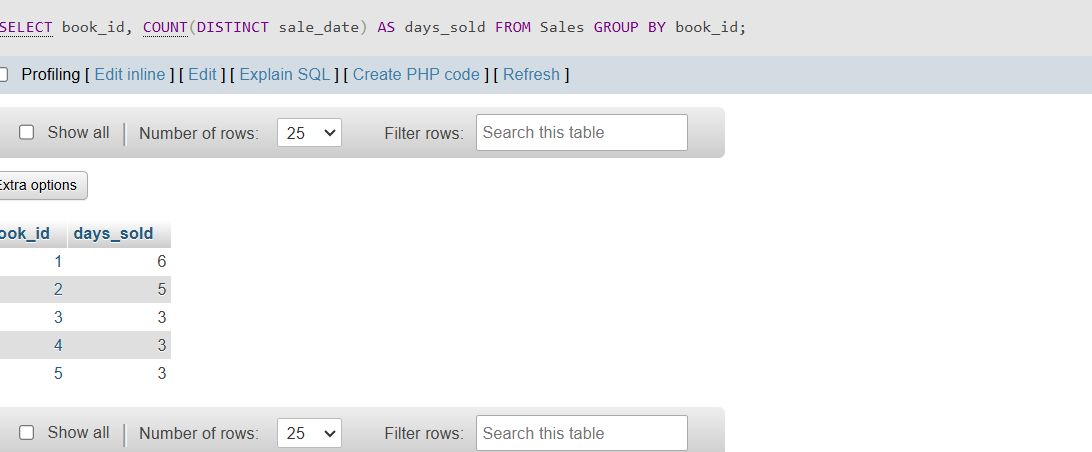 SELECT book_id, COUNT(DISTINCT sale_date) AS days_sold FROM Sales GROUP BY book_id;
Profiling [ Edit inline ] [ Edit ] [ Explain SQL ] [ Create PHP code ] [ Refresh ]
Show all Number of rows: 25 Filter rows: Search this table
Extra options
ook_id days_sold
1 6
2 5
3 3
4 3
5 3
Show all Number of rows: 25 Filter rows: Search this table